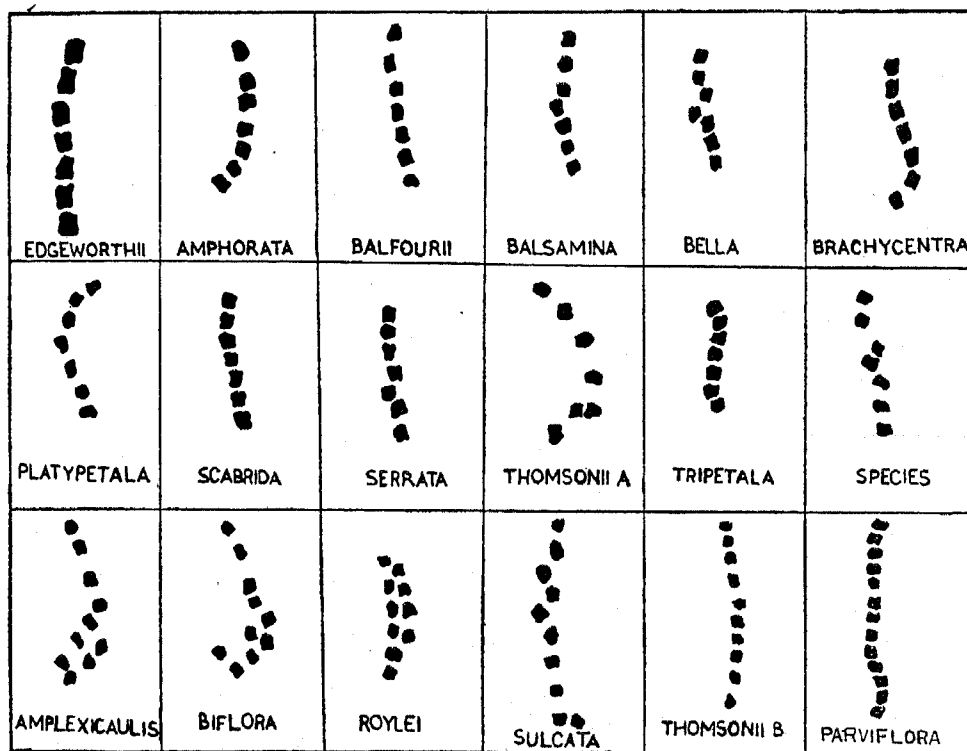 EDGEWORTHII AMPHORATA BALFOURII BALSAMINA BELLA BRACHYCENTRA
PLATYPETALA SCABRIDA SERRATA THOMSONII A TRIPETALA SPECIES
AMPLEXICAULIS BIFLORA ROYLEI SULCATA THOMSONII B PARVIFLORA